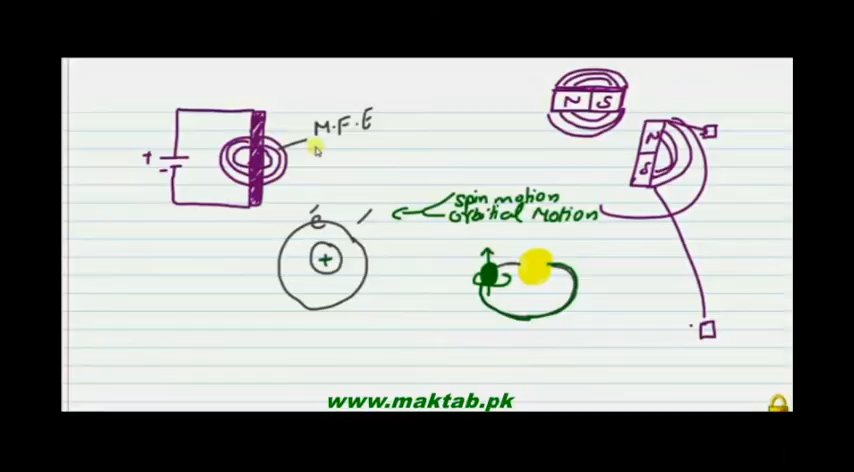 N S
M.F.E
N
S
+
-
e
spin motion
orbital Motion
+
www.maktab.pk